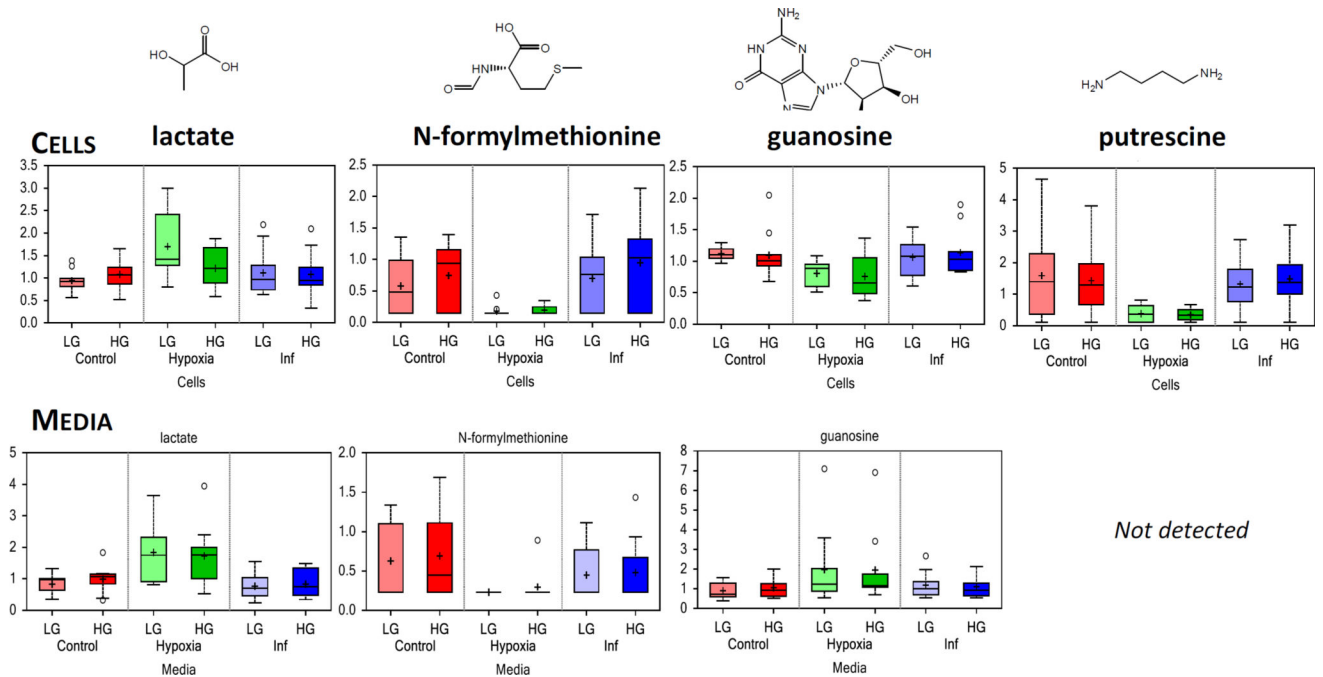 NH2
O
HO
OH
HO
O
HN
S
O
HN
N
O
N
N
NH2
O
OH
OH
H2N
NH2
CELLS
lactate
N-formylmethionine
guanosine
putrescine
3.5
3.0
2.5
2.0
1.5
1.0
0.5
0.0
LG HG LG HG LG HG
Control Hypoxia Inf
Cells
2.5
2.0
1.5
1.0
0.5
0.0
LG HG LG HG LG HG
Control Hypoxia Inf
Cells
2.5
2.0
1.5
1.0
0.5
0.0
LG HG LG HG LG HG
Control Hypoxia Inf
Cells
5
4
3
2
1
0
LG HG LG HG LG HG
Control Hypoxia Inf
Cells
MEDIA
lactate
5
4
3
2
1
0
LG HG LG HG LG HG
Control Hypoxia Inf
Media
N-formylmethionine
2.0
1.5
1.0
0.5
0.0
LG HG LG HG LG HG
Control Hypoxia Inf
Media
guanosine
8
7
6
5
4
3
2
1
0
LG HG LG HG LG HG
Control Hypoxia Inf
Media
Not detected